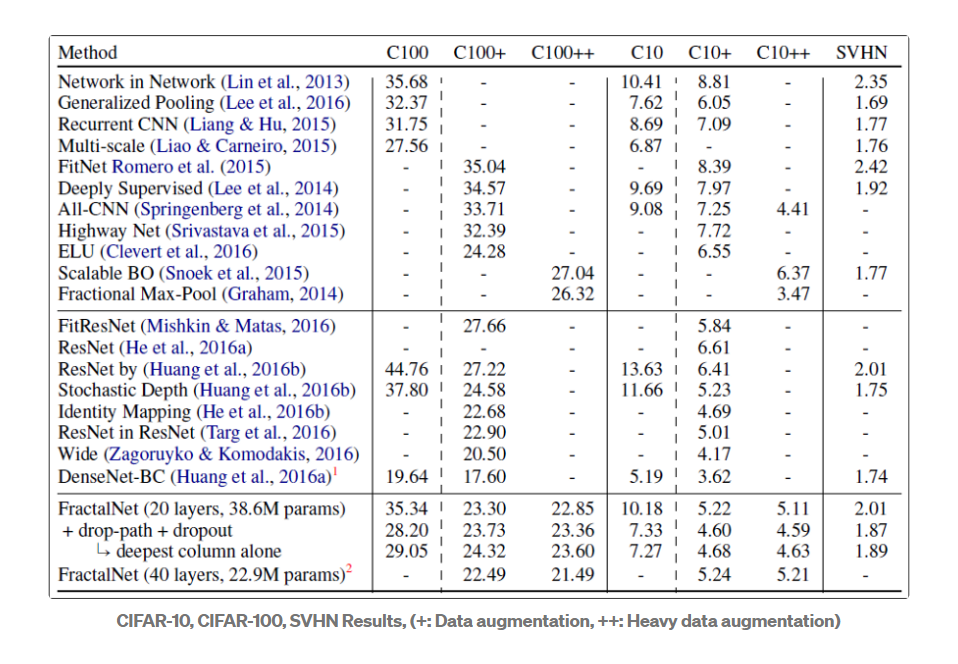 Method C100 C100+ C100++ C10 C10+ C10++ SVHN
Network in Network (Lin et al., 2013) 35.68 - - 10.41 8.81 - 2.35
Generalized Pooling (Lee et al., 2016) 32.37 - - 7.62 6.05 - 1.69
Recurrent CNN (Liang & Hu, 2015) 31.75 - - 8.69 7.09 - 1.77
Multi-scale (Liao & Carneiro, 2015) 27.56 - - 6.87 - - 1.76
FitNet Romero et al. (2015) - 35.04 - - 8.39 - 2.42
Deeply Supervised (Lee et al., 2014) - 34.57 - 9.69 7.97 - 1.92
All-CNN (Springenberg et al., 2014) - 33.71 - 9.08 7.25 4.41 -
Highway Net (Srivastava et al., 2015) - 32.39 - - 7.72 - -
ELU (Clevert et al., 2016) - 24.28 - - 6.55 - -
Scalable BO (Snoek et al., 2015) - - 27.04 - - 6.37 1.77
Fractional Max-Pool (Graham, 2014) - - 26.32 - - 3.47 -
FitResNet (Mishkin & Matas, 2016) - 27.66 - - 5.84 - -
ResNet (He et al., 2016a) - - - - 6.61 - -
ResNet by (Huang et al., 2016b) 44.76 27.22 - 13.63 6.41 - 2.01
Stochastic Depth (Huang et al., 2016b) 37.80 24.58 - 11.66 5.23 - 1.75
Identity Mapping (He et al., 2016b) - 22.68 - - 4.69 - -
ResNet in ResNet (Targ et al., 2016) - 22.90 - - 5.01 - -
Wide (Zagoruyko & Komodakis, 2016) - 20.50 - - 4.17 - -
DenseNet-BC (Huang et al., 2016a)¹ 19.64 17.60 - 5.19 3.62 - 1.74
FractalNet (20 layers, 38.6M params) 35.34 23.30 22.85 10.18 5.22 5.11 2.01
+ drop-path + dropout 28.20 23.73 23.36 7.33 4.60 4.59 1.87
↳ deepest column alone 29.05 24.32 23.60 7.27 4.68 4.63 1.89
FractalNet (40 layers, 22.9M params)² - 22.49 21.49 - 5.24 5.21 -
CIFAR-10, CIFAR-100, SVHN Results, (+: Data augmentation, ++: Heavy data augmentation)